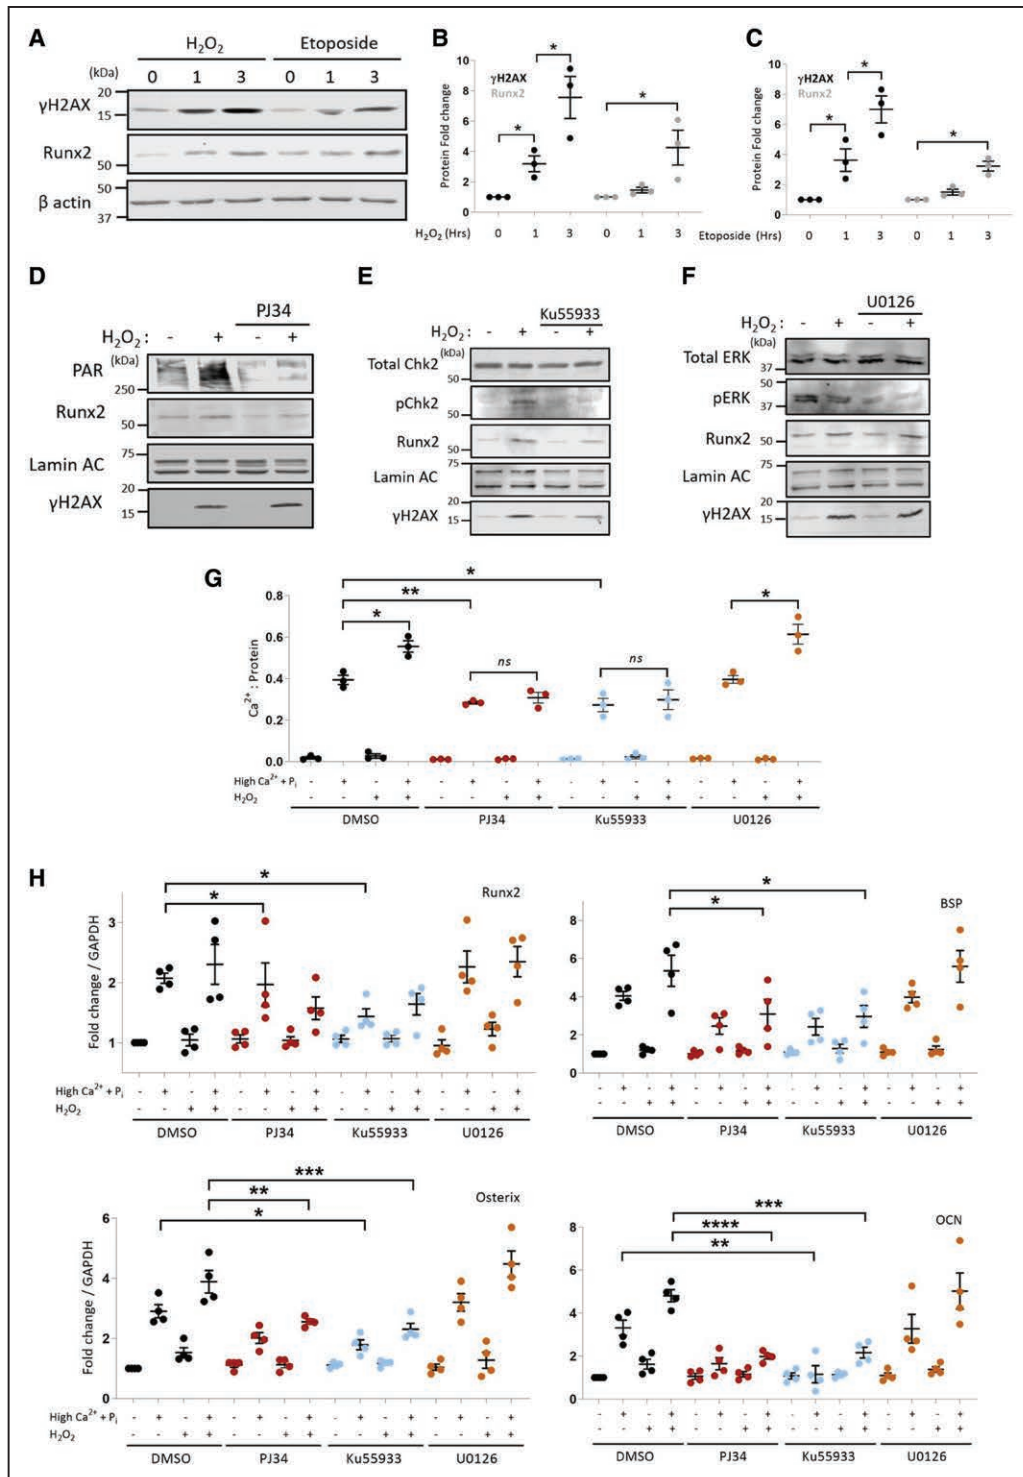 A
H2O2 Etoposide
(kDa) 0 1 3 0 1 3
γH2AX 20 15
Runx2 50
β actin 50 37
B
γH2AX
Runx2
Protein Fold change
10
8
6
4
2
0
* * *
H2O2 (Hrs) 0 1 3 0 1 3
C
γH2AX
Runx2
Protein Fold change
10
8
6
4
2
0
* * *
Etoposide (Hrs) 0 1 3 0 1 3
D
PJ34
H2O2 : - + - +
(kDa)
PAR 250
Runx2 50
Lamin AC 75
γH2AX 20 15
E
Ku55933
H2O2 : - + - +
(kDa)
Total Chk2 50
pChk2 50
Runx2 50
Lamin AC 75
γH2AX 20 15
F
U0126
H2O2 : - + - +
(kDa)
Total ERK 37
pERK 50 37
Runx2 50
Lamin AC 75
γH2AX 20 15
G
Ca2+ : Protein
0.8
0.6
0.4
0.2
0.0
* ** * ns ns *
High Ca2+ + Pi - + - + - + - + - + - + - + - +
H2O2 - - + + - - + + - - + + - - + +
DMSO PJ34 Ku55933 U0126
H
Runx2
Fold change / GAPDH
3
2
1
* *
High Ca2+ + Pi - + - + - + - + - + - + - + - +
H2O2 - - + + - - + + - - + + - - + +
DMSO PJ34 Ku55933 U0126
BSP
8
6
4
2
0
* *
- + - + - + - + - + - + - + - +
- - + + - - + + - - + + - - + +
DMSO PJ34 Ku55933 U0126
Osterix
Fold change / GAPDH
6
4
2
0
*** ** *
High Ca2+ + Pi - + - + - + - + - + - + - + - +
H2O2 - - + + - - + + - - + + - - + +
DMSO PJ34 Ku55933 U0126
OCN
8
6
4
2
0
*** **** **
- + - + - + - + - + - + - + - +
- - + + - - + + - - + + - - + +
DMSO PJ34 Ku55933 U0126